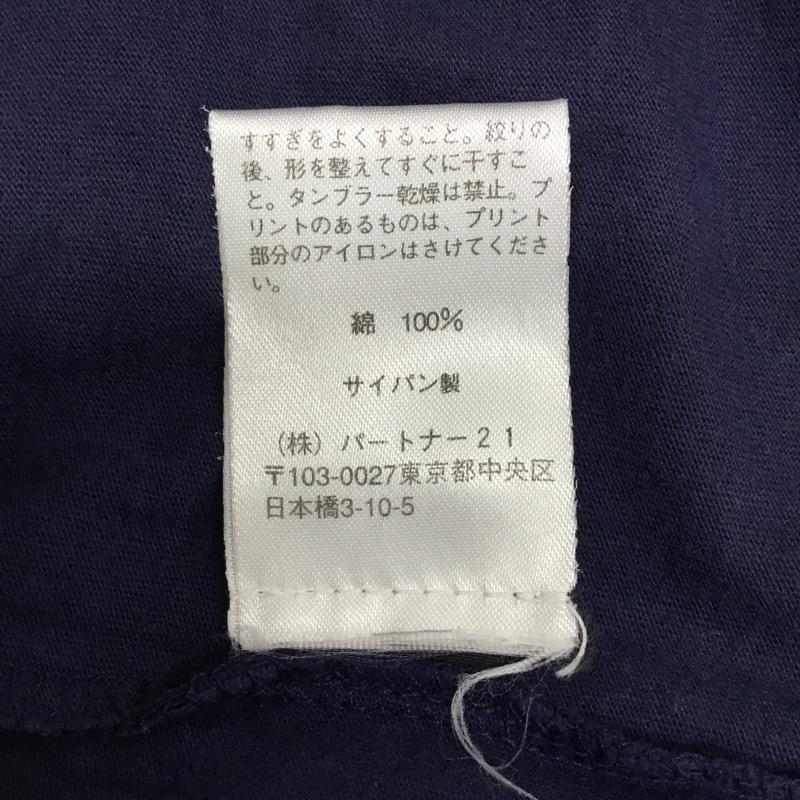 すすぎをよくすること。絞りの
後、形を整えてすぐに干すこ
と。タンブラー乾燥は禁止。プ
リントのあるものは、プリント
部分のアイロンはさけてくださ
い。
綿 100%
サイパン製
（株）パートナー２１
〒103-0027東京都中央区
日本橋3-10-5